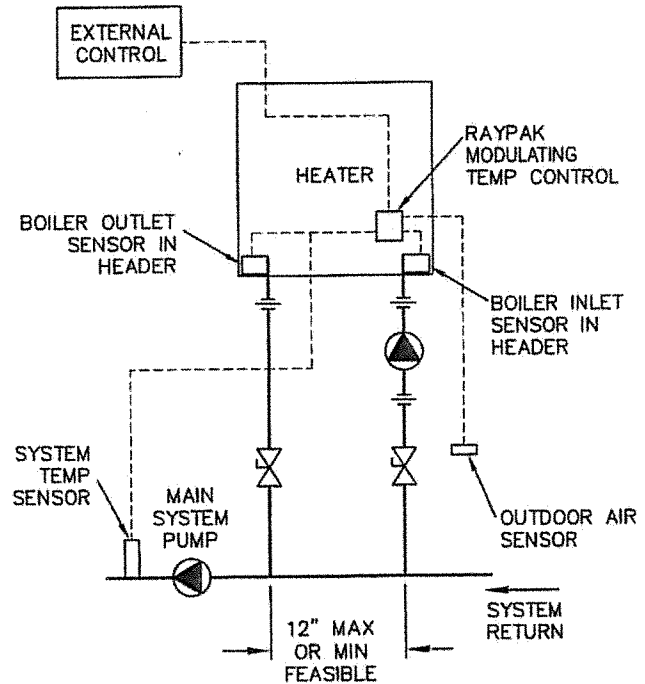 EXTERNAL
CONTROL
HEATER
RAYPAK
MODULATING
TEMP CONTROL
BOILER OUTLET
SENSOR IN
HEADER
BOILER INLET
SENSOR IN
HEADER
SYSTEM
TEMP
SENSOR
MAIN
SYSTEM
PUMP
OUTDOOR AIR
SENSOR
SYSTEM
RETURN
12" MAX
OR MIN
FEASIBLE